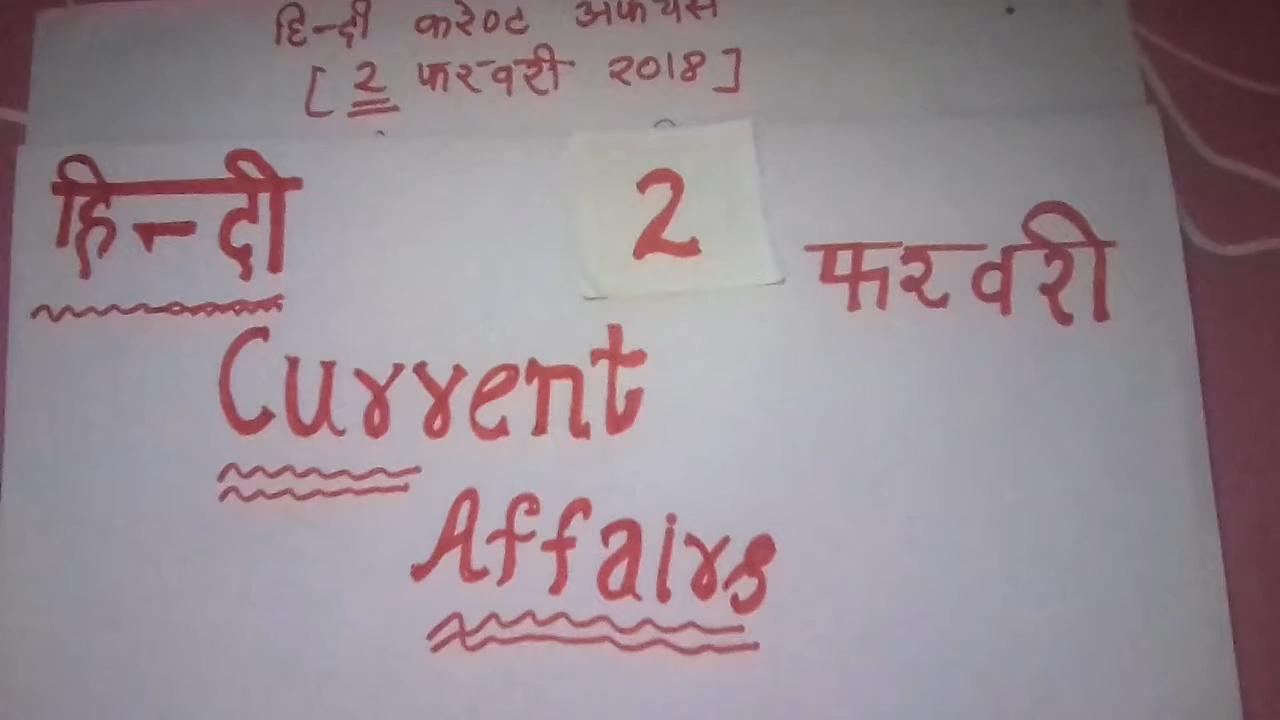 हिन्दी करेण्ट अफेयर्स
[ 2 फरवरी 2018 ]
हिन्दी 2 फरवरी
Current
Affairs